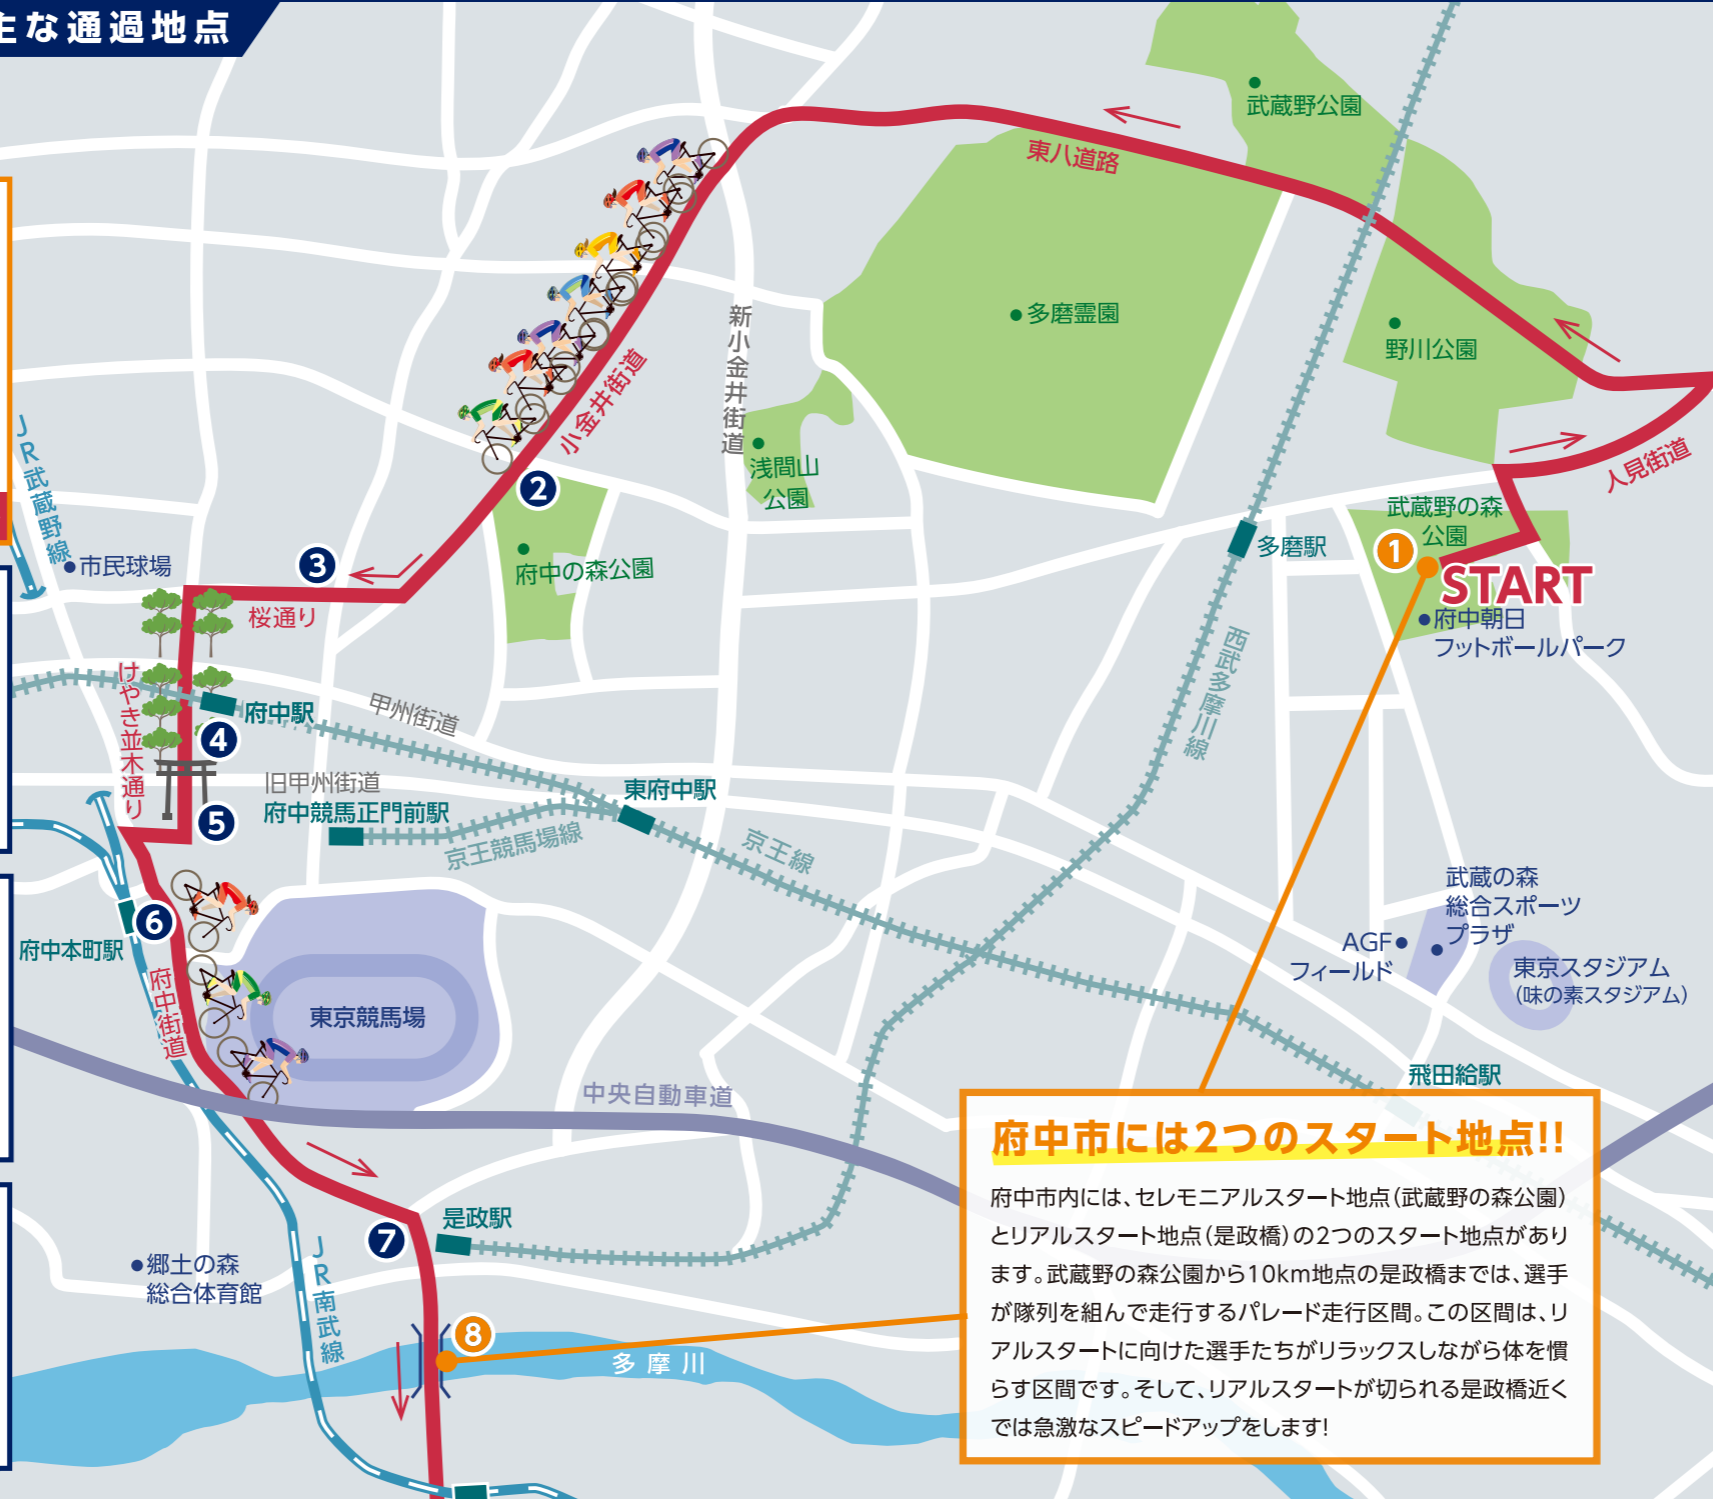 主な通過地点
武蔵野公園
東八道路
多磨霊園
野川公園
新小金井街道
小金井街道
浅間山
公園
人見街道
JR武蔵野線
2
武蔵野の森
公園
1
START
多磨駅
3
市民球場
府中の森公園
桜通り
府中朝日
フットボールパーク
西武多摩川線
けやき並木通り
府中駅
甲州街道
4
旧甲州街道
府中競馬正門前駅
東府中駅
5
京王競馬場線
京王線
武蔵の森
総合スポーツ
プラザ
AGF
フィールド
東京スタジアム
(味の素スタジアム)
6
府中本町駅
府中街道
東京競馬場
中央自動車道
飛田給駅
7
是政駅
郷土の森
総合体育館
JR南武線
8
多摩川
府中市には2つのスタート地点!!
府中市内には、セレモニアルスタート地点(武蔵野の森公園)
とリアルスタート地点(是政橋)の2つのスタート地点があり
ます。武蔵野の森公園から10km地点の是政橋までは、選手
が隊列を組んで走行するパレード走行区間。この区間は、リ
アルスタートに向けた選手たちがリラックスしながら体を慣
らす区間です。そして、リアルスタートが切られる是政橋近く
では急激なスピードアップをします!